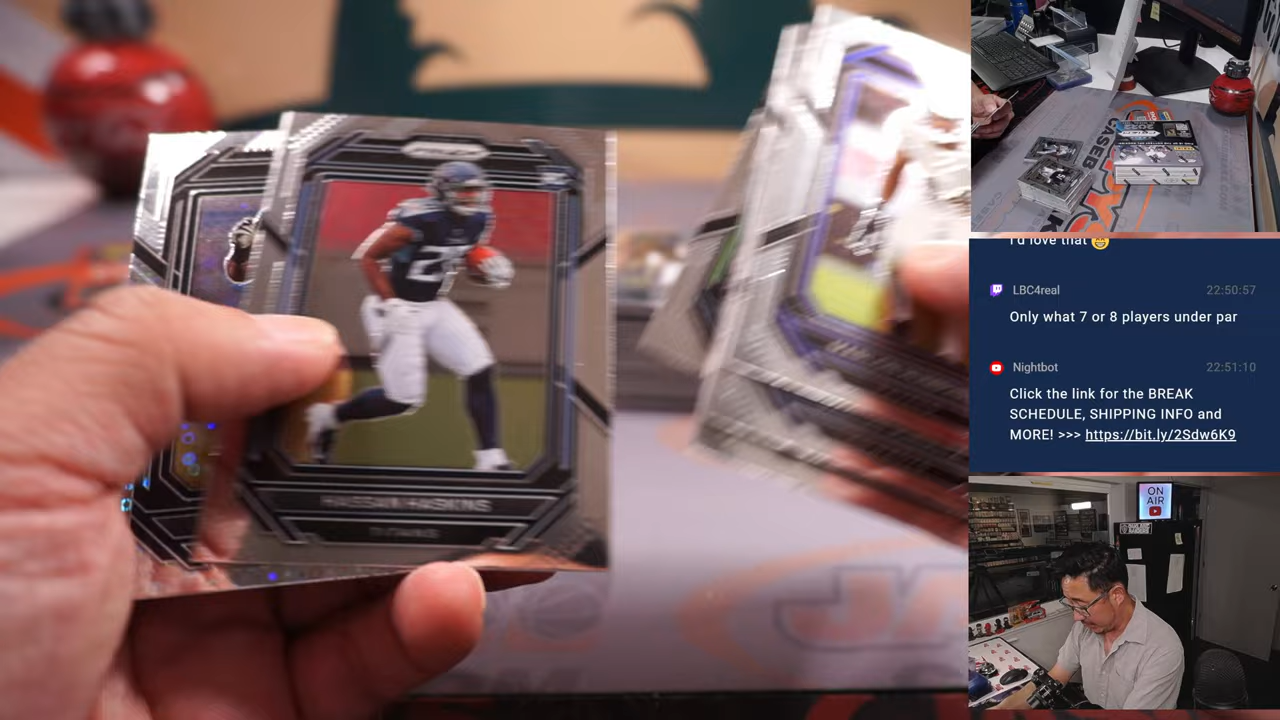 HASSAN HASKINS
TITANS
I'd love that
LBC4real 22:50:57
Only what 7 or 8 players under par
Nightbot 22:51:10
Click the link for the BREAK
SCHEDULE, SHIPPING INFO and
MORE! >>> https://bit.ly/2Sdw6K9
ON
AIR